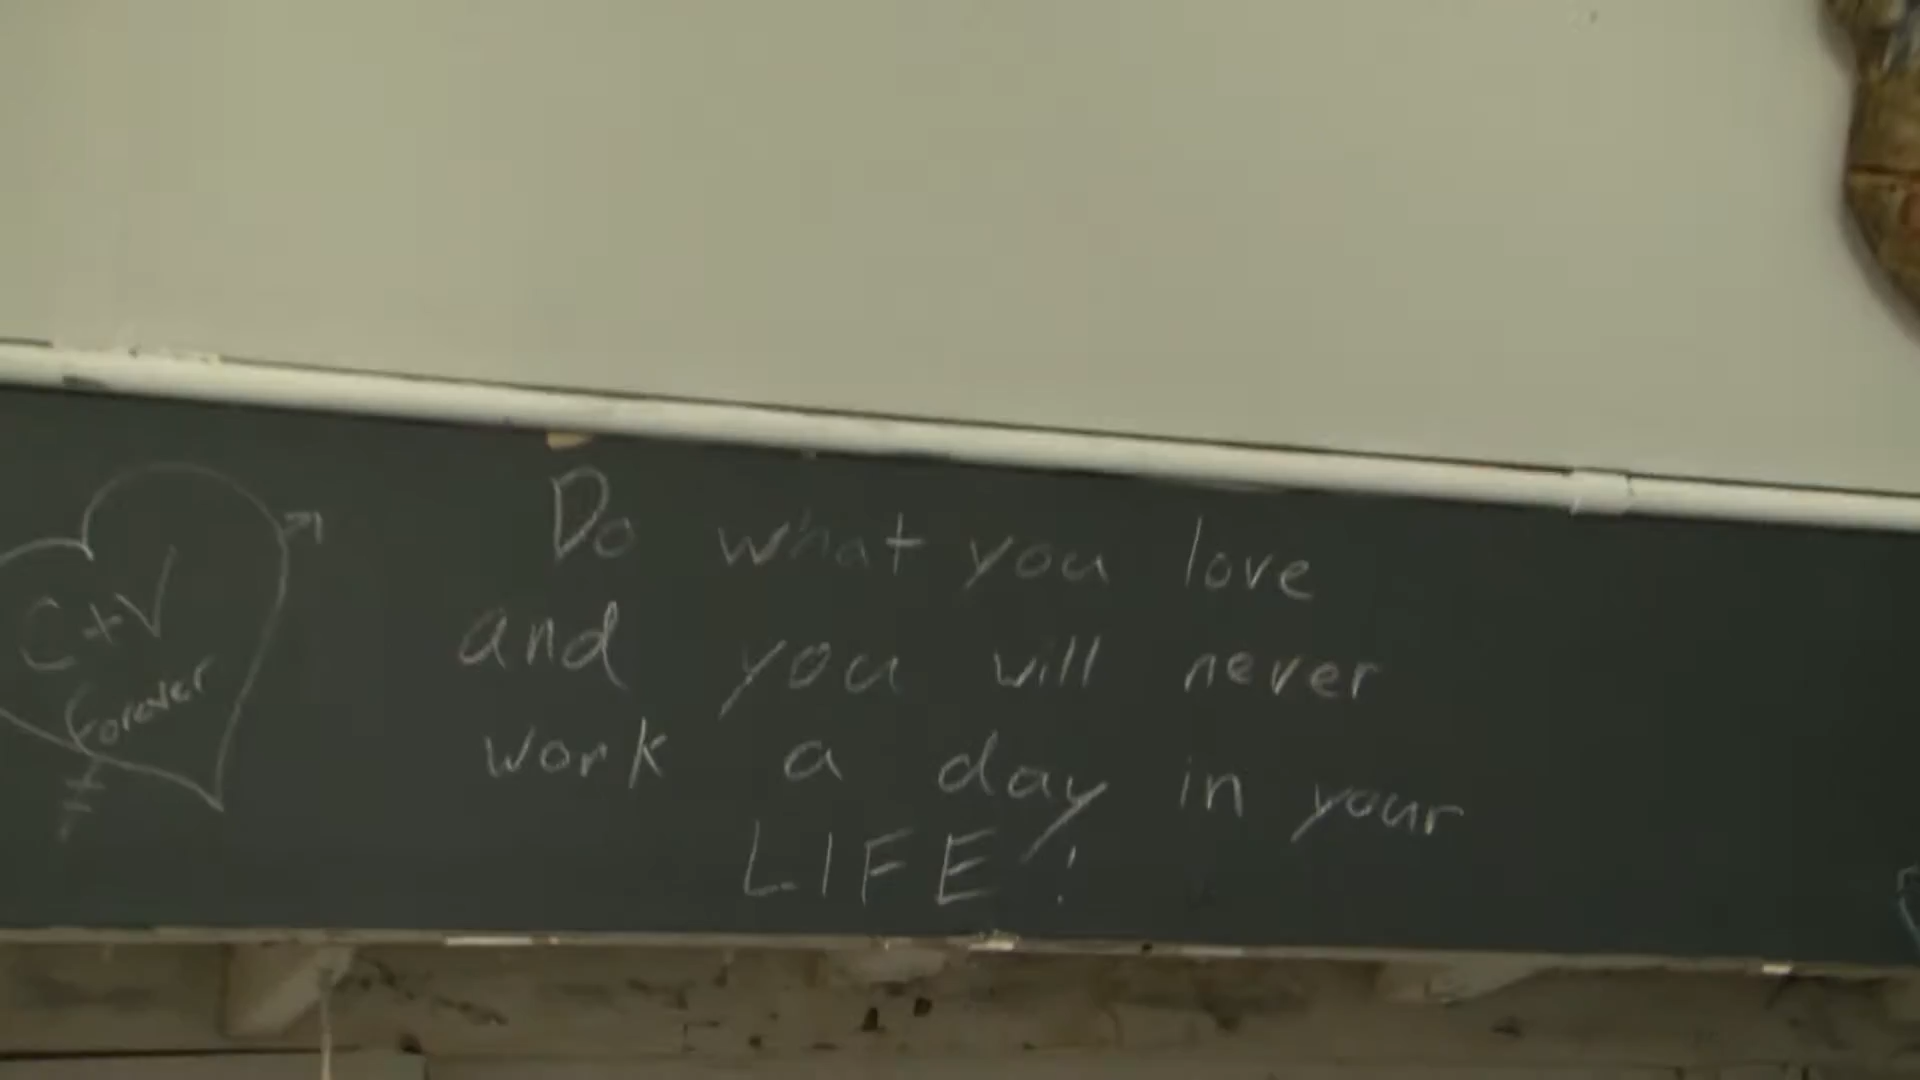 C+V
forever
Do what you love
and you will never
work a day in your
LIFE!